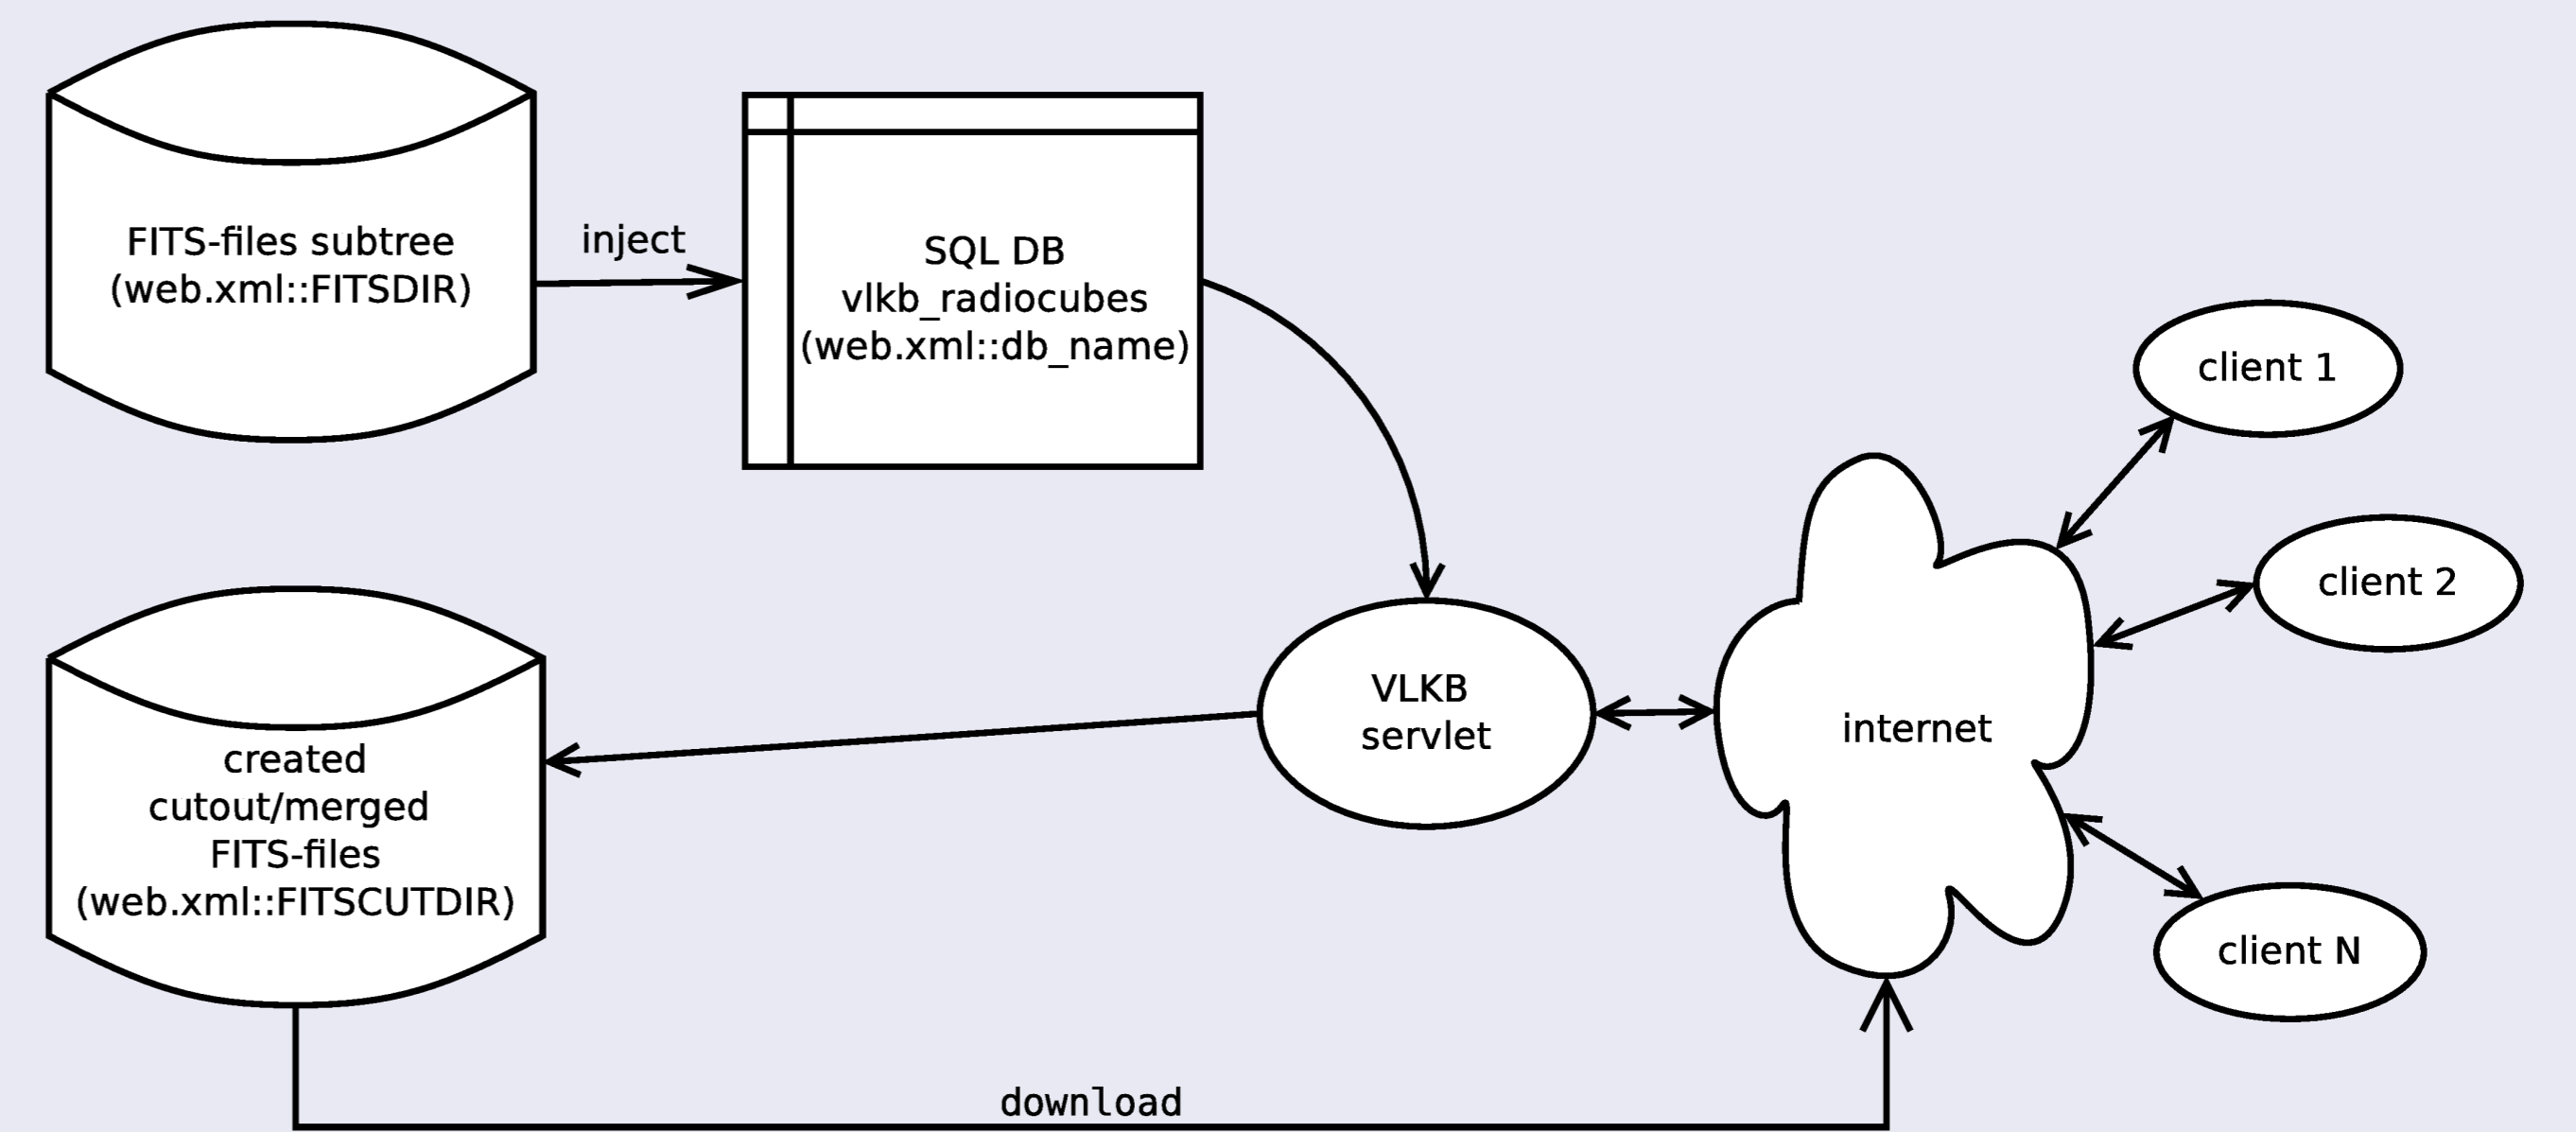 FITS-files subtree
(web.xml::FITSDIR)
inject
SQL DB
vlkb_radiocubes
(web.xml::db_name)
client 1
client 2
VLKB
servlet
internet
created
cutout/merged
FITS-files
(web.xml::FITSCUTDIR)
client N
download